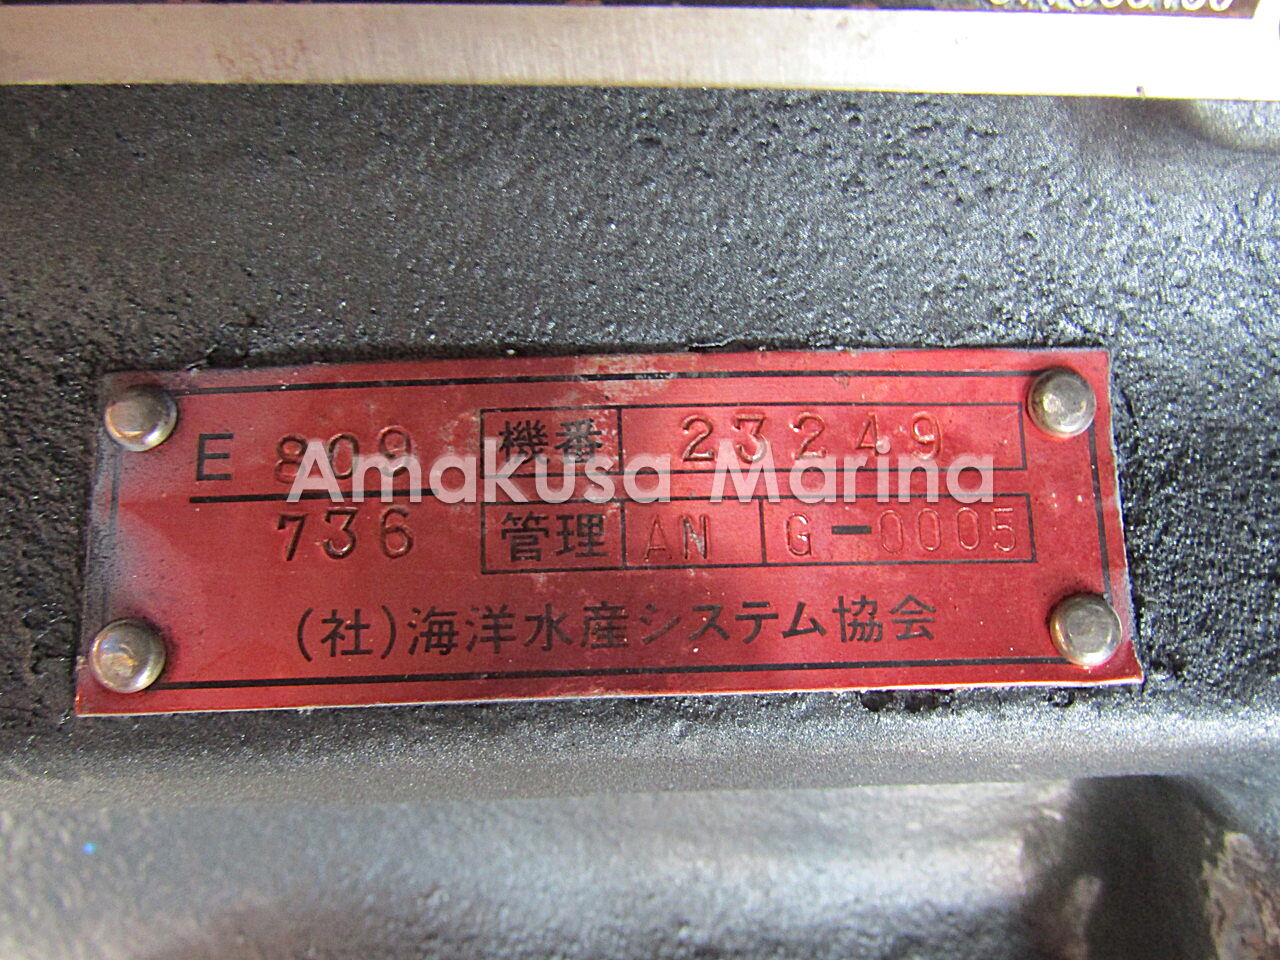 E 809 機番 23249
Amakusa Marina
736 管理 AN G-0005
(社)海洋水産システム協会